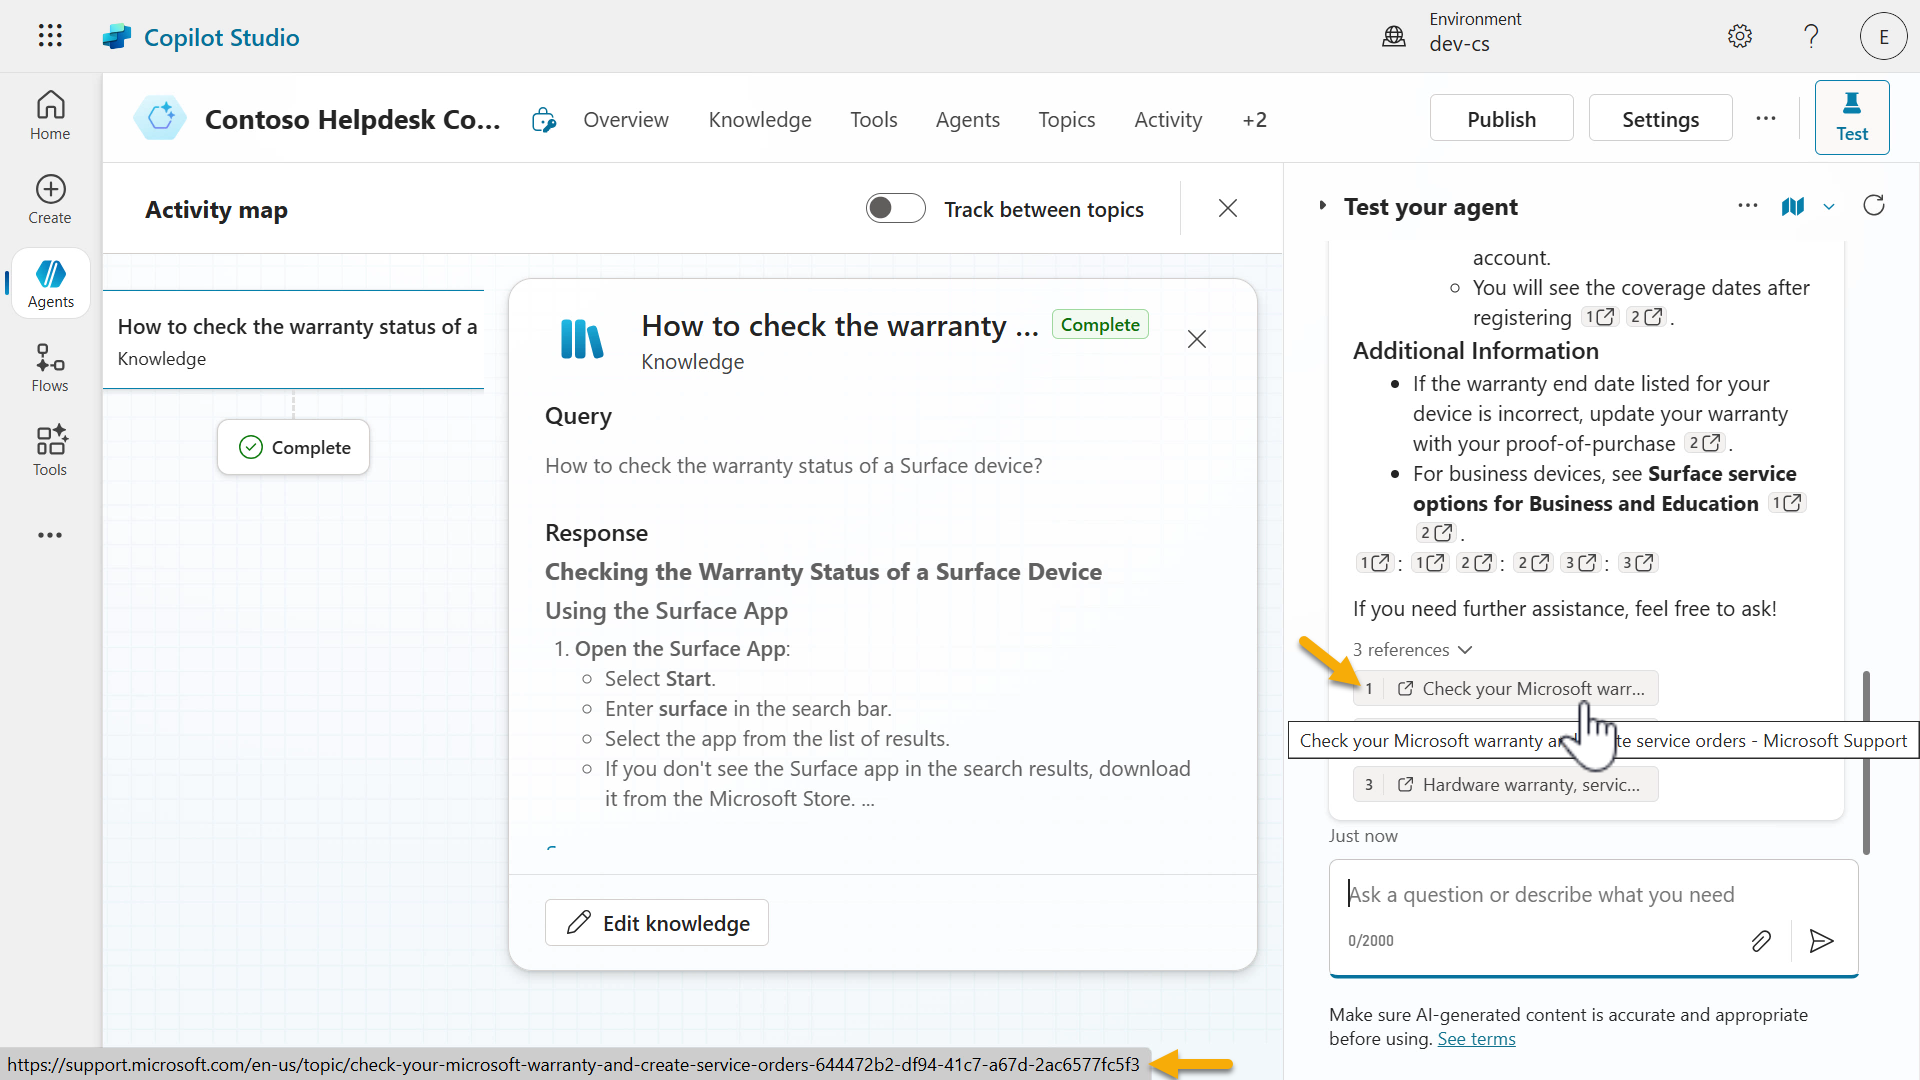 Copilot Studio
Environment
dev-cs
E
Home
Create
Agents
Flows
Tools
Contoso Helpdesk Co...
Overview
Knowledge
Tools
Agents
Topics
Activity
+2
Publish
Settings
Test
Activity map
Track between topics
How to check the warranty status of a
Knowledge
Complete
How to check the warranty ...
Complete
Knowledge
Query
How to check the warranty status of a Surface device?
Response
Checking the Warranty Status of a Surface Device
Using the Surface App
1. Open the Surface App:
Select Start.
Enter surface in the search bar.
Select the app from the list of results.
If you don't see the Surface app in the search results, download
it from the Microsoft Store. ...
Edit knowledge
Test your agent
account.
You will see the coverage dates after
registering 1 2 .
Additional Information
If the warranty end date listed for your
device is incorrect, update your warranty
with your proof-of-purchase 2 .
For business devices, see Surface service
options for Business and Education 1
2 .
1 : 1 2 : 2 3 : 3
If you need further assistance, feel free to ask!
3 references
1 Check your Microsoft warr...
Check your Microsoft warranty and te service orders - Microsoft Support
3 Hardware warranty, servic...
Just now
Ask a question or describe what you need
0/2000
Make sure AI-generated content is accurate and appropriate
before using. See terms
https://support.microsoft.com/en-us/topic/check-your-microsoft-warranty-and-create-service-orders-644472b2-df94-41c7-a67d-2ac6577fc5f3